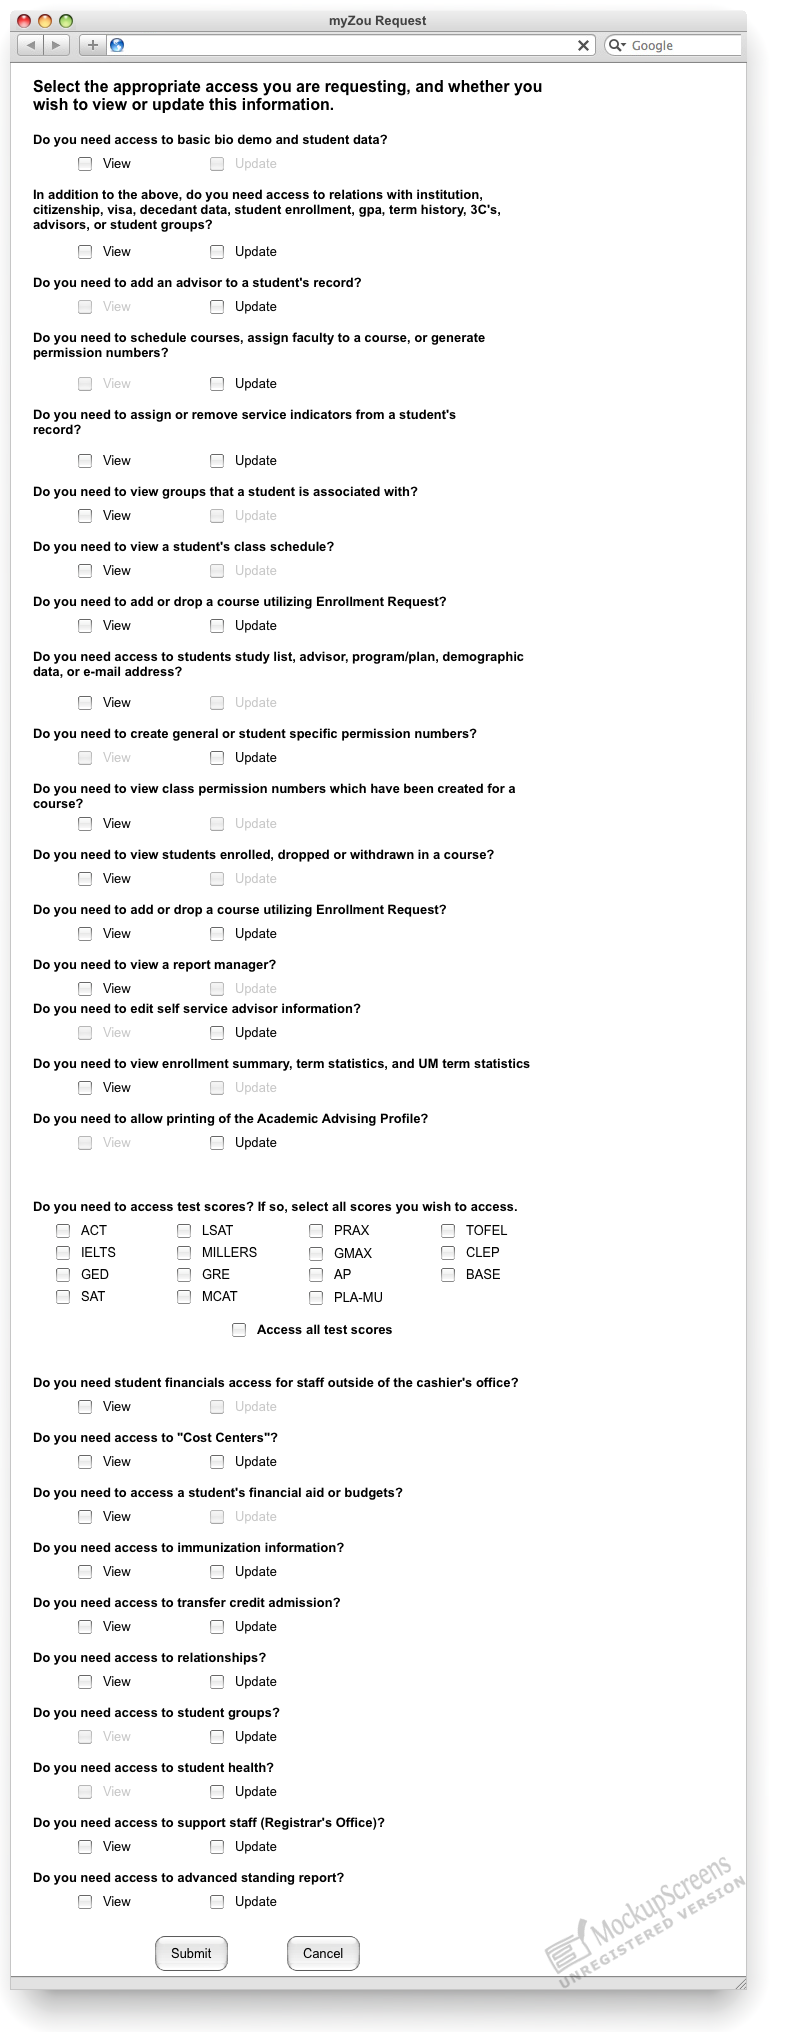 myZou Request
Google
Select the appropriate access you are requesting, and whether you
wish to view or update this information.
Do you need access to basic bio demo and student data?
View Update
In addition to the above, do you need access to relations with institution,
citizenship, visa, decedant data, student enrollment, gpa, term history, 3C's,
advisors, or student groups?
View Update
Do you need to add an advisor to a student's record?
View Update
Do you need to schedule courses, assign faculty to a course, or generate
permission numbers?
View Update
Do you need to assign or remove service indicators from a student's
record?
View Update
Do you need to view groups that a student is associated with?
View Update
Do you need to view a student's class schedule?
View Update
Do you need to add or drop a course utilizing Enrollment Request?
View Update
Do you need access to students study list, advisor, program/plan, demographic
data, or e-mail address?
View Update
Do you need to create general or student specific permission numbers?
View Update
Do you need to view class permission numbers which have been created for a
course?
View Update
Do you need to view students enrolled, dropped or withdrawn in a course?
View Update
Do you need to add or drop a course utilizing Enrollment Request?
View Update
Do you need to view a report manager?
View Update
Do you need to edit self service advisor information?
View Update
Do you need to view enrollment summary, term statistics, and UM term statistics
View Update
Do you need to allow printing of the Academic Advising Profile?
View Update
Do you need to access test scores? If so, select all scores you wish to access.
ACT LSAT PRAX TOFEL
IELTS MILLERS GMAX CLEP
GED GRE AP BASE
SAT MCAT PLA-MU
Access all test scores
Do you need student financials access for staff outside of the cashier's office?
View Update
Do you need access to "Cost Centers"?
View Update
Do you need to access a student's financial aid or budgets?
View Update
Do you need access to immunization information?
View Update
Do you need access to transfer credit admission?
View Update
Do you need access to relationships?
View Update
Do you need access to student groups?
View Update
Do you need access to student health?
View Update
Do you need access to support staff (Registrar's Office)?
View Update
Do you need access to advanced standing report?
View Update
Submit Cancel
MockupScreens
UNREGISTERED VERSION